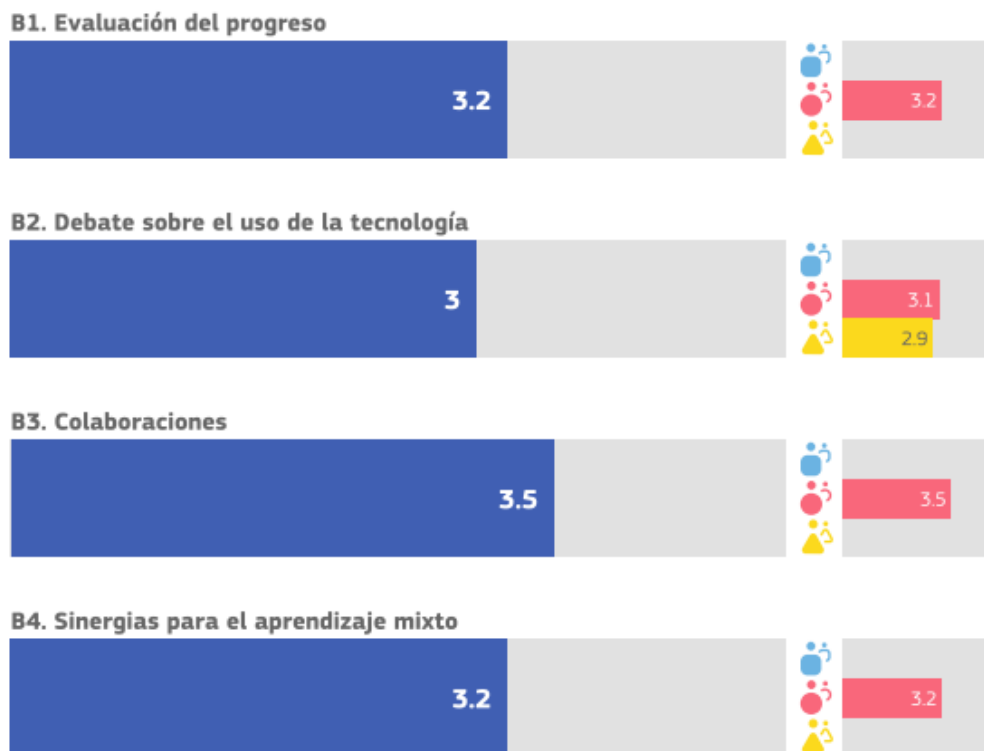 B1. Evaluación del progreso
3.2
3.2
B2. Debate sobre el uso de la tecnología
3
3.1
2.9
B3. Colaboraciones
3.5
3.5
B4. Sinergias para el aprendizaje mixto
3.2
3.2